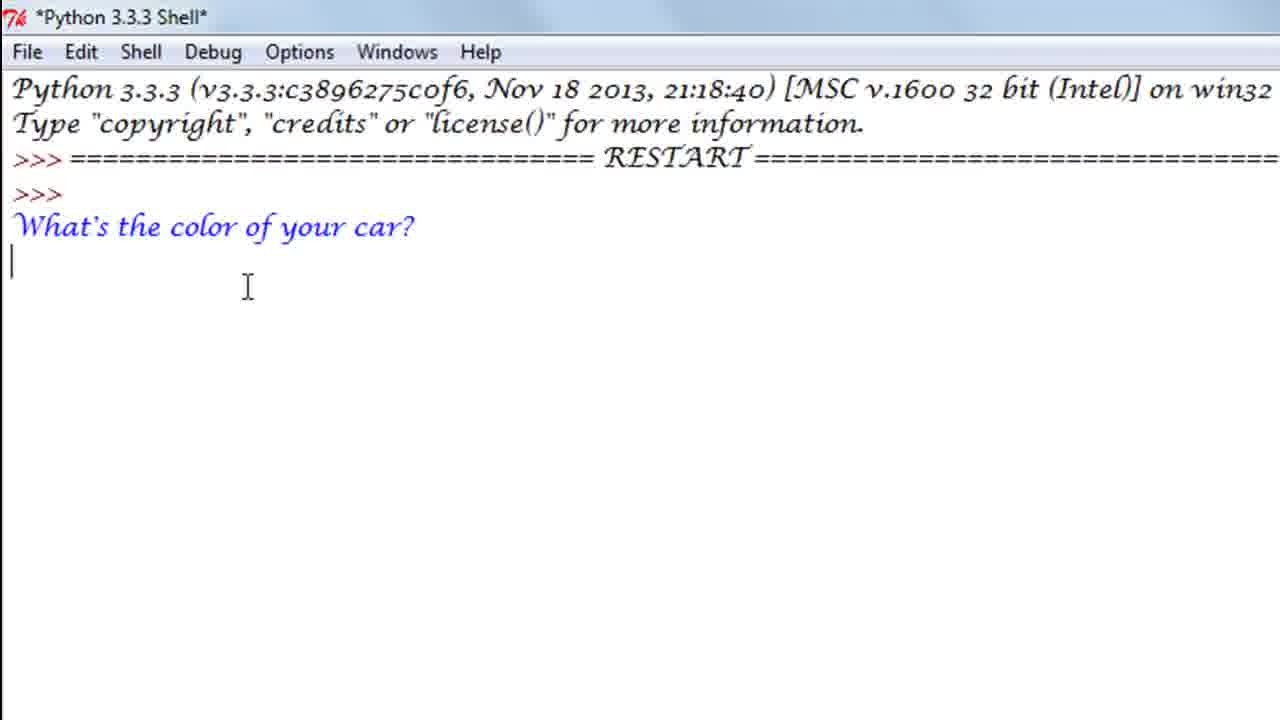 *Python 3.3.3 Shell*
File Edit Shell Debug Options Windows Help
Python 3.3.3 (v3.3.3:c3896275c0f6, Nov 18 2013, 21:18:40) [MSC v.1600 32 bit (Intel)] on win32
Type "copyright", "credits" or "license()" for more information.
>>> ================================ RESTART ================================
>>>
What's the color of your car?